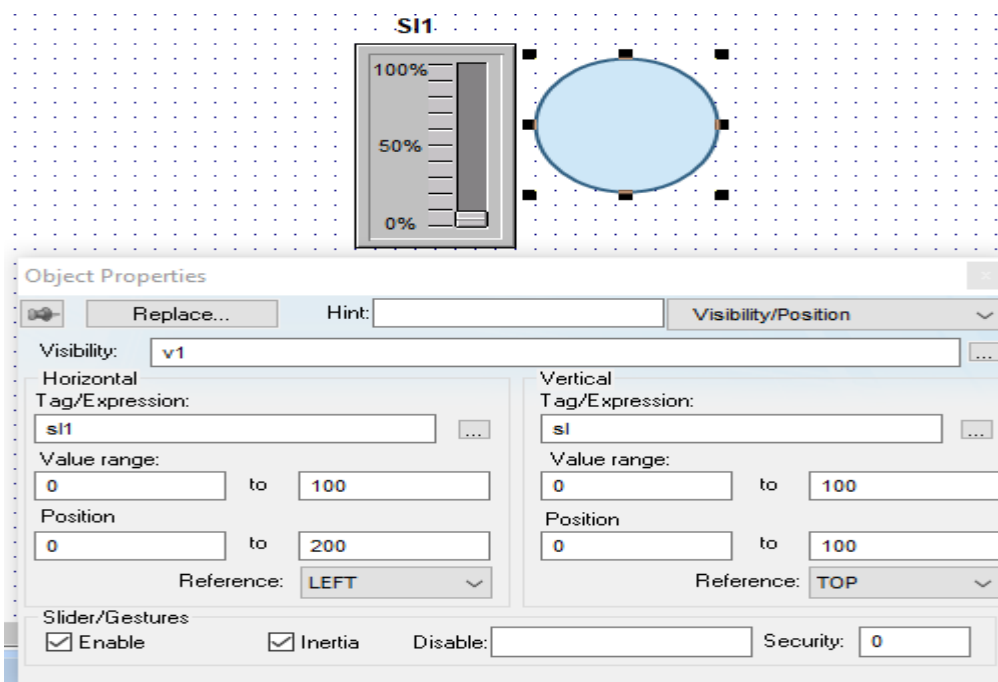 SI1
100%
50%
0%
Object Properties
Replace... Hint: Visibility/Position
Visibility: v1 ...
Horizontal Vertical
Tag/Expression: Tag/Expression:
sl1 ... sl ...
Value range: Value range:
0 to 100 0 to 100
Position Position
0 to 200 0 to 100
Reference: LEFT Reference: TOP
Slider/Gestures
Enable Inertia Disable: Security: 0